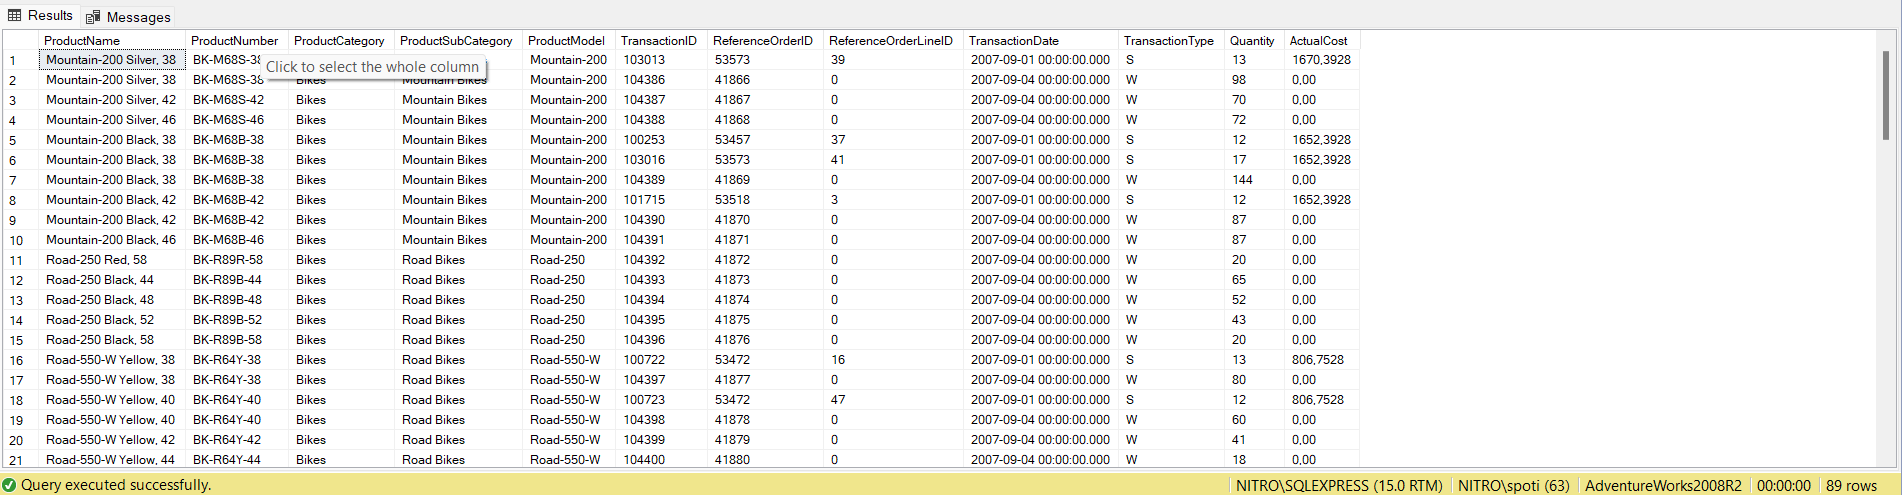 Results Messages
ProductName ProductNumber ProductCategory ProductSubCategory ProductModel TransactionID ReferenceOrderID ReferenceOrderLineID TransactionDate TransactionType Quantity ActualCost
1 Mountain-200 Silver, 38 BK-M68S-38 Mountain-200 103013 53573 39 2007-09-01 00:00:00.000 S 13 1670,3928
Click to select the whole column
2 Mountain-200 Silver, 38 BK-M68S-38 Bikes Mountain Bikes Mountain-200 104386 41866 0 2007-09-04 00:00:00.000 W 98 0,00
3 Mountain-200 Silver, 42 BK-M68S-42 Bikes Mountain Bikes Mountain-200 104387 41867 0 2007-09-04 00:00:00.000 W 70 0,00
4 Mountain-200 Silver, 46 BK-M68S-46 Bikes Mountain Bikes Mountain-200 104388 41868 0 2007-09-04 00:00:00.000 W 72 0,00
5 Mountain-200 Black, 38 BK-M68B-38 Bikes Mountain Bikes Mountain-200 100253 53457 37 2007-09-01 00:00:00.000 S 12 1652,3928
6 Mountain-200 Black, 38 BK-M68B-38 Bikes Mountain Bikes Mountain-200 103016 53573 41 2007-09-01 00:00:00.000 S 17 1652,3928
7 Mountain-200 Black, 38 BK-M68B-38 Bikes Mountain Bikes Mountain-200 104389 41869 0 2007-09-04 00:00:00.000 W 144 0,00
8 Mountain-200 Black, 42 BK-M68B-42 Bikes Mountain Bikes Mountain-200 101715 53518 3 2007-09-01 00:00:00.000 S 12 1652,3928
9 Mountain-200 Black, 42 BK-M68B-42 Bikes Mountain Bikes Mountain-200 104390 41870 0 2007-09-04 00:00:00.000 W 87 0,00
10 Mountain-200 Black, 46 BK-M68B-46 Bikes Mountain Bikes Mountain-200 104391 41871 0 2007-09-04 00:00:00.000 W 87 0,00
11 Road-250 Red, 58 BK-R89R-58 Bikes Road Bikes Road-250 104392 41872 0 2007-09-04 00:00:00.000 W 20 0,00
12 Road-250 Black, 44 BK-R89B-44 Bikes Road Bikes Road-250 104393 41873 0 2007-09-04 00:00:00.000 W 65 0,00
13 Road-250 Black, 48 BK-R89B-48 Bikes Road Bikes Road-250 104394 41874 0 2007-09-04 00:00:00.000 W 52 0,00
14 Road-250 Black, 52 BK-R89B-52 Bikes Road Bikes Road-250 104395 41875 0 2007-09-04 00:00:00.000 W 43 0,00
15 Road-250 Black, 58 BK-R89B-58 Bikes Road Bikes Road-250 104396 41876 0 2007-09-04 00:00:00.000 W 20 0,00
16 Road-550-W Yellow, 38 BK-R64Y-38 Bikes Road Bikes Road-550-W 100722 53472 16 2007-09-01 00:00:00.000 S 13 806,7528
17 Road-550-W Yellow, 38 BK-R64Y-38 Bikes Road Bikes Road-550-W 104397 41877 0 2007-09-04 00:00:00.000 W 80 0,00
18 Road-550-W Yellow, 40 BK-R64Y-40 Bikes Road Bikes Road-550-W 100723 53472 47 2007-09-01 00:00:00.000 S 12 806,7528
19 Road-550-W Yellow, 40 BK-R64Y-40 Bikes Road Bikes Road-550-W 104398 41878 0 2007-09-04 00:00:00.000 W 60 0,00
20 Road-550-W Yellow, 42 BK-R64Y-42 Bikes Road Bikes Road-550-W 104399 41879 0 2007-09-04 00:00:00.000 W 41 0,00
21 Road-550-W Yellow, 44 BK-R64Y-44 Bikes Road Bikes Road-550-W 104400 41880 0 2007-09-04 00:00:00.000 W 18 0,00
Query executed successfully. NITRO\SQLEXPRESS (15.0 RTM) NITRO\spoti (63) AdventureWorks2008R2 00:00:00 89 rows